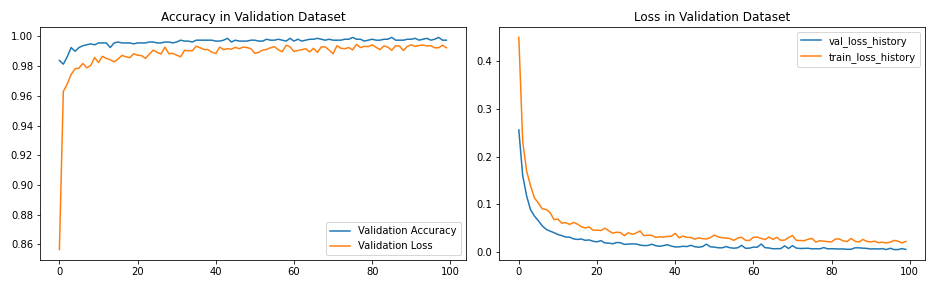 Accuracy in Validation Dataset
1.00
0.98
0.96
0.94
0.92
0.90
0.88
0.86
0 20 40 60 80 100
Validation Accuracy
Validation Loss
Loss in Validation Dataset
0.4
0.3
0.2
0.1
0.0
0 20 40 60 80 100
val_loss_history
train_loss_history